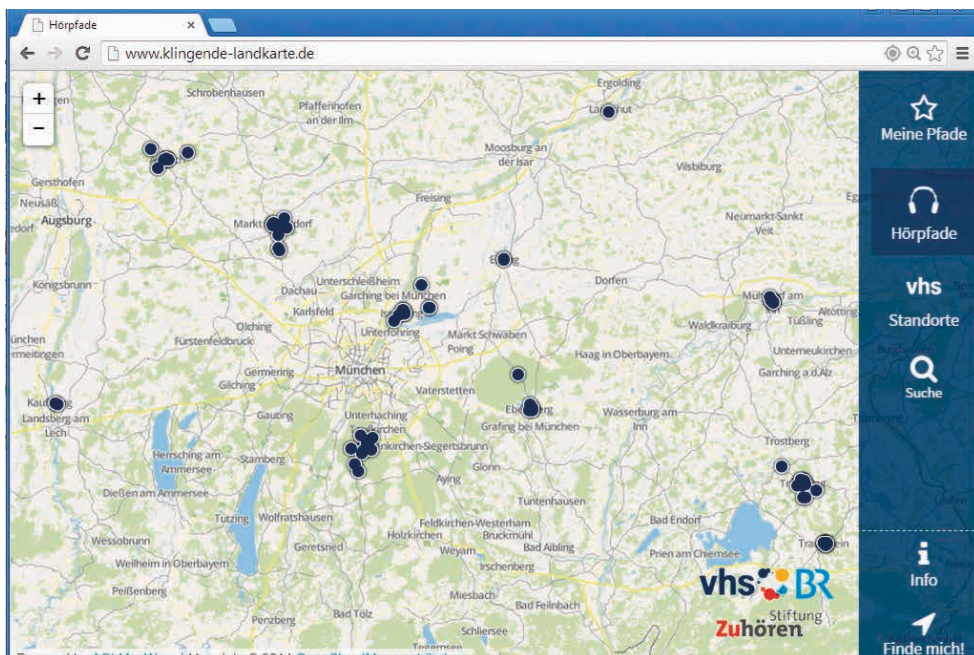 Hörpfade
www.klingende-landkarte.de
+
−
Schrobenhausen
Pfaffenhofen
an der Ilm
Ergolding
Moosburg an
der Isar
Vilsbiburg
Gersthofen
Neusäß
Augsburg
Freising
Neumarkt-Sankt
Veit
Königsbrunn
Unterschleißheim
Garching bei München
Dachau
Karlsfeld
Dorfen
Olching
Fürstenfeldbruck
Unterföhring
Markt Schwaben
Poing
Waldkraiburg
Altötting
Tüßling
Haag in Oberbayern
Unterneukirchen
Germering
München
Gilching
Vaterstetten
Garching a.d.Alz
Landsberg am
Lech
Gauting
Unterhaching
Grafing bei München
Wasserburg am
Inn
Trostberg
Herrsching am
Ammersee
Starnberg
Glonn
Aying
Dießen am Ammersee
Tuntenhausen
Wessobrunn
Tutzing
Wolfratshausen
Feldkirchen-Westerham
Bruckmühl
Bad Endorf
Holzkirchen
Geretsried
Weyarn
Bad Aibling
Prien am Chiemsee
Weilheim in Oberbayern
Irschenberg
Peißenberg
Miesbach
Bad Feilnbach
Penzberg
Bad Tölz
Schliersee
vhs BR
Stiftung
Zuhören
Meine Pfade
Hörpfade
vhs
Standorte
Suche
Info
Finde mich!